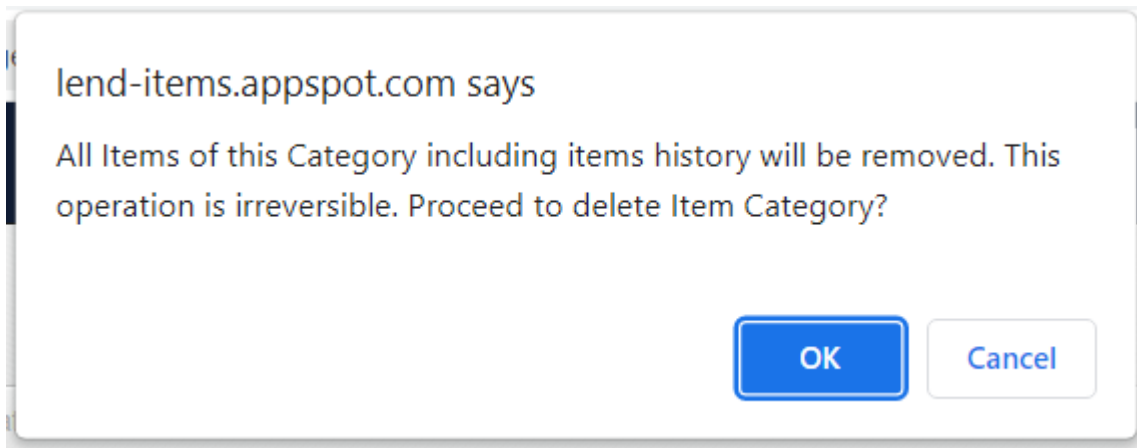 lend-items.appspot.com says
All Items of this Category including items history will be removed. This
operation is irreversible. Proceed to delete Item Category?
OK Cancel